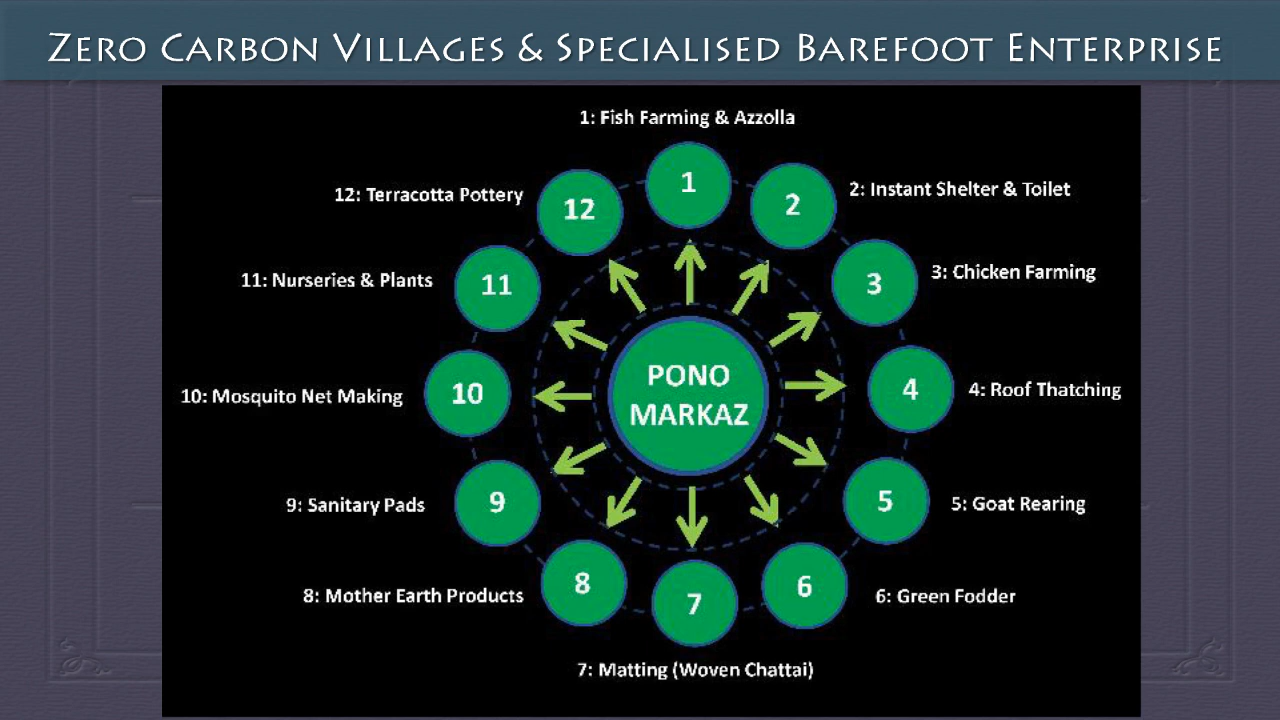 ZERO CARBON VILLAGES & SPECIALISED BAREFOOT ENTERPRISE
1: Fish Farming & Azzolla
1
12: Terracotta Pottery
12
2
2: Instant Shelter & Toilet
11: Nurseries & Plants
11
3
3: Chicken Farming
PONO
MARKAZ
10: Mosquito Net Making
10
4
4: Roof Thatching
9: Sanitary Pads
9
5
5: Goat Rearing
8: Mother Earth Products
8
7
6
6: Green Fodder
7: Matting (Woven Chattai)